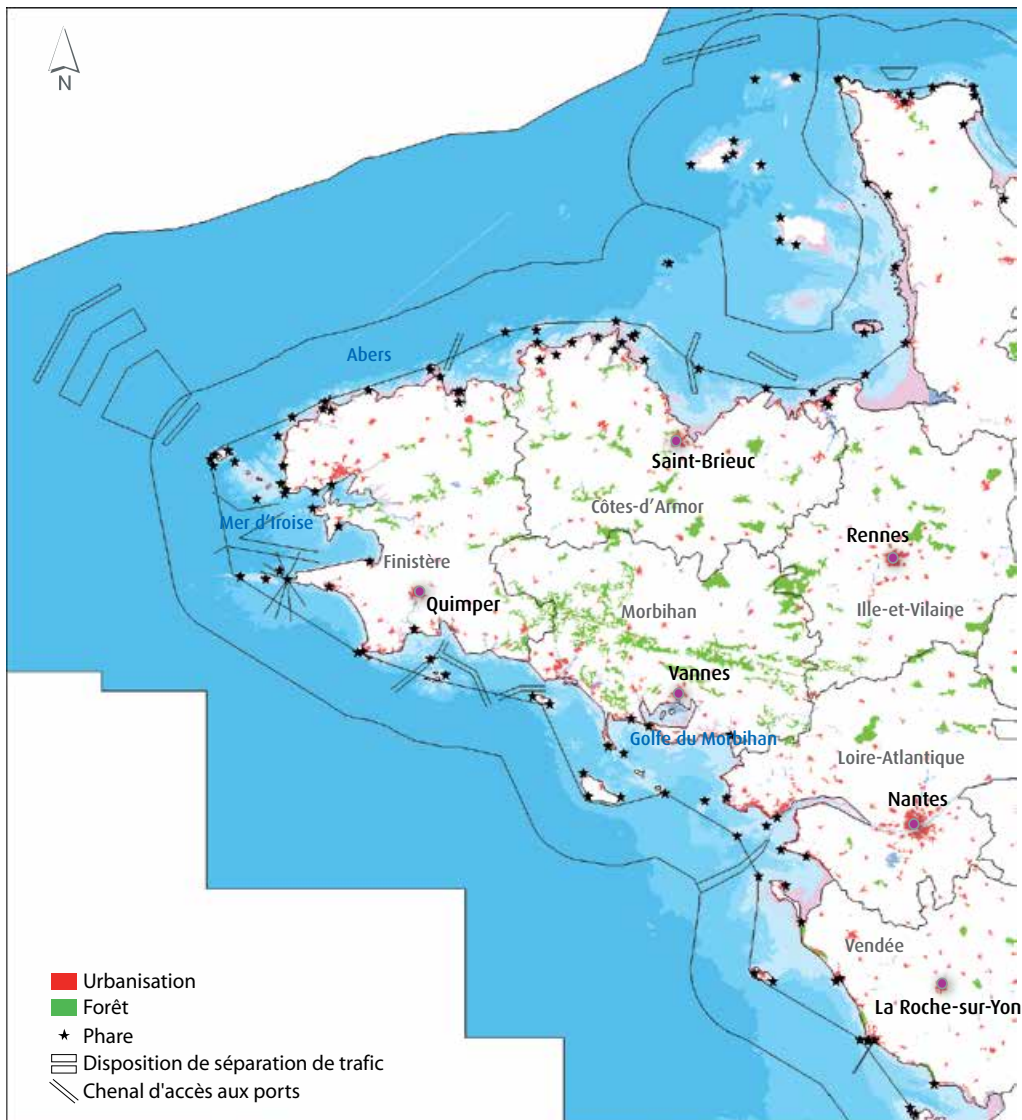 N
Abers
Saint-Brieuc
Côtes-d'Armor
Mer d'Iroise
Rennes
Finistère
Quimper
Morbihan
Ille-et-Vilaine
Vannes
Golfe du Morbihan
Loire-Atlantique
Nantes
Vendée
La Roche-sur-Yon
Urbanisation
Forêt
Phare
Disposition de séparation de trafic
Chenal d'accès aux ports